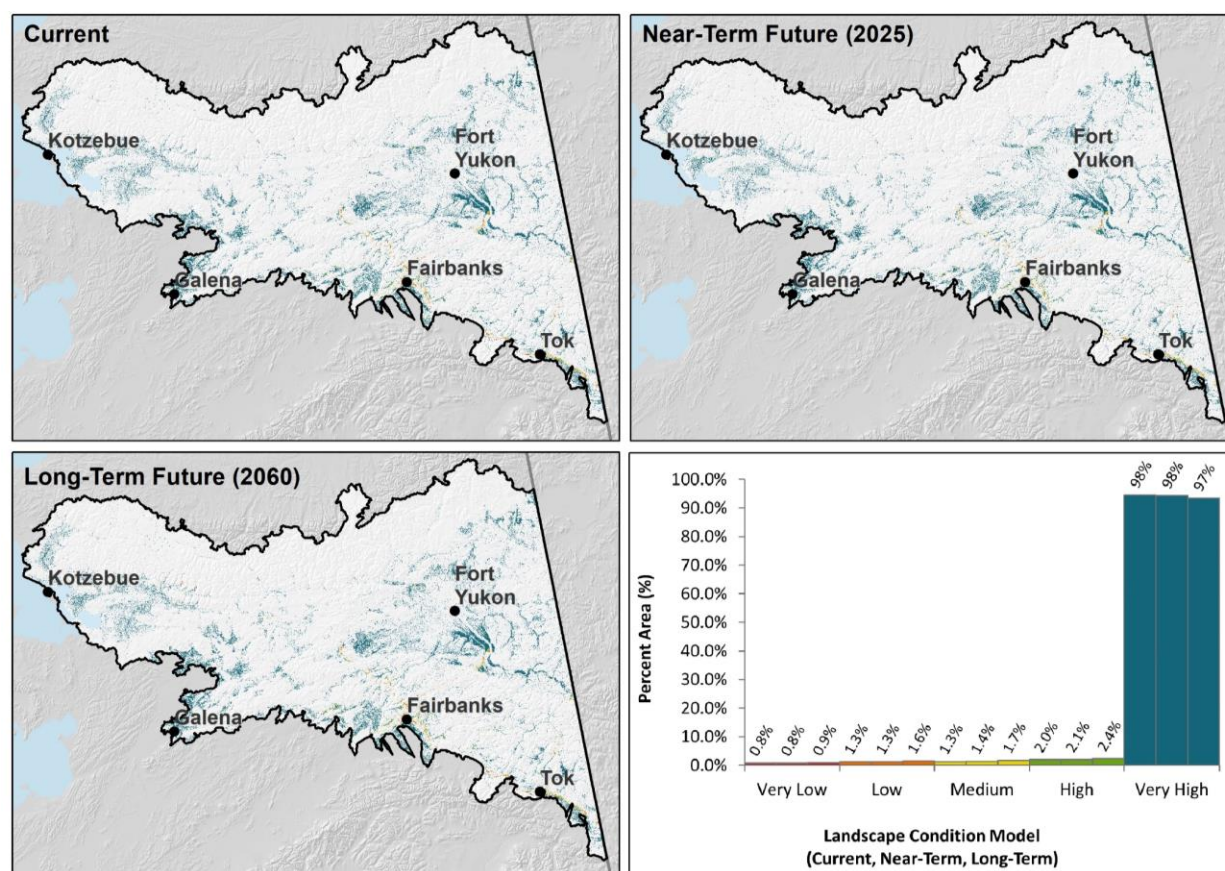 Current
Kotzebue
Fort
Yukon
Galena
Fairbanks
Tok
Near-Term Future (2025)
Kotzebue
Fort
Yukon
Galena
Fairbanks
Tok
Long-Term Future (2060)
Kotzebue
Fort
Yukon
Galena
Fairbanks
Tok
Percent Area (%)
100.0%
90.0%
80.0%
70.0%
60.0%
50.0%
40.0%
30.0%
20.0%
10.0%
0.0%
0.8% 0.8% 0.9% 1.3% 1.3% 1.6% 1.3% 1.4% 1.7% 2.0% 2.1% 2.4% 98% 98% 97%
Very Low Low Medium High Very High
Landscape Condition Model
(Current, Near-Term, Long-Term)